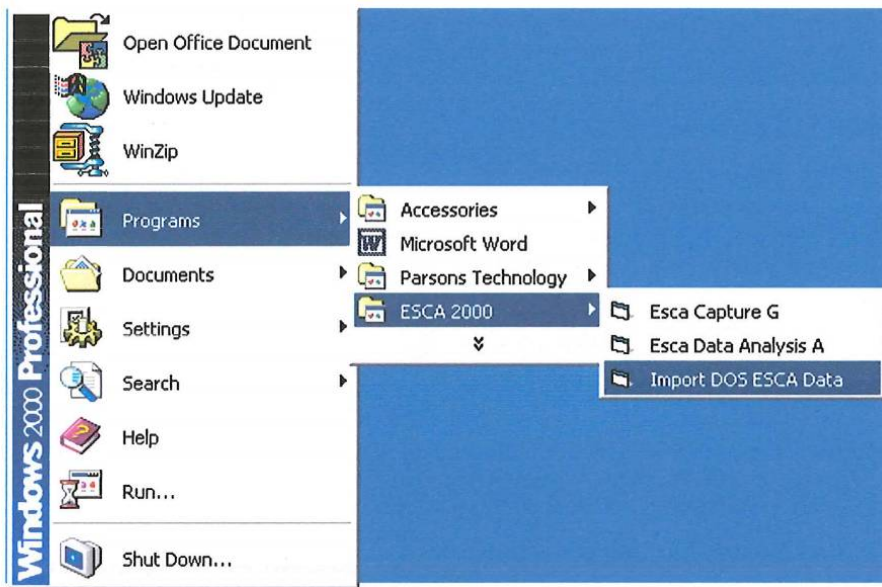 Windows 2000 Professional
Open Office Document
Windows Update
WinZip
Programs
Documents
Settings
Search
Help
Run...
Shut Down...
Accessories
Microsoft Word
Parsons Technology
ESCA 2000
Esca Capture G
Esca Data Analysis A
Import DOS ESCA Data